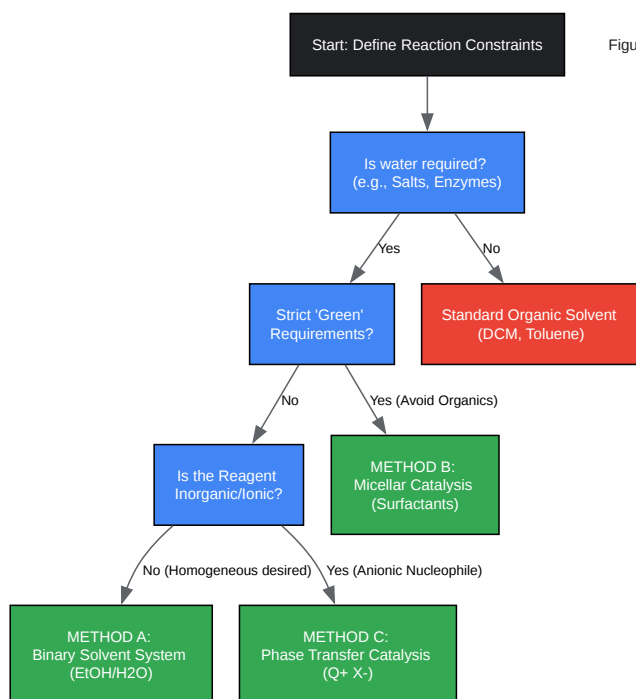 Start: Define Reaction Constraints
Is water required?
(e.g., Salts, Enzymes)
Yes
No
Strict 'Green'
Requirements?
Standard Organic Solvent
(DCM, Toluene)
No
Yes (Avoid Organics)
Is the Reagent
Inorganic/Ionic?
METHOD B:
Micellar Catalysis
(Surfactants)
No (Homogeneous desired)
Yes (Anionic Nucleophile)
METHOD A:
Binary Solvent System
(EtOH/H2O)
METHOD C:
Phase Transfer Catalysis
(Q+ X-)